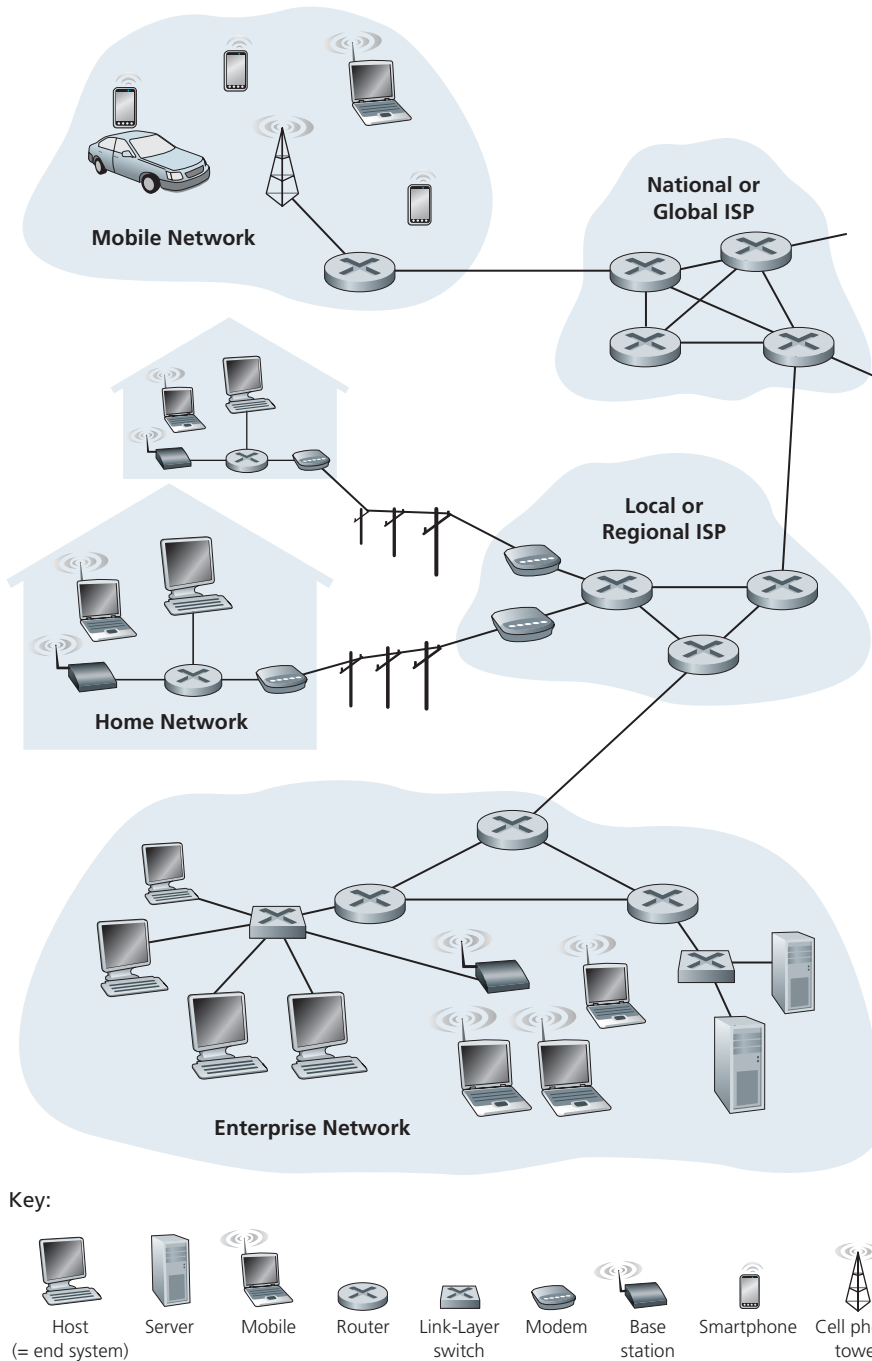 National or
Global ISP
Mobile Network
Local or
Regional ISP
Home Network
Enterprise Network
Key:
Host
(= end system)
Server
Mobile
Router
Link-Layer
switch
Modem
Base
station
Smartphone
Cell